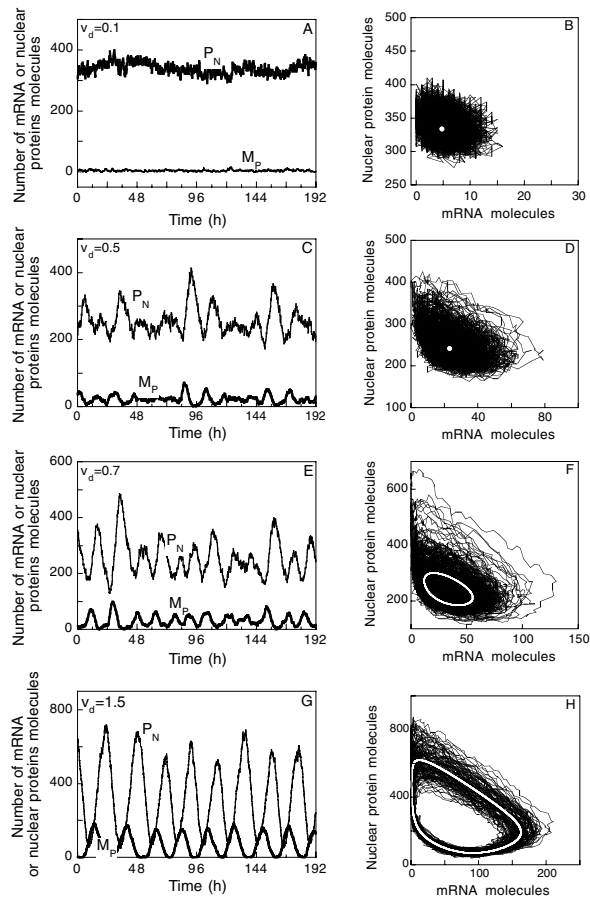 v_d=0.1
A
P_N
M_P
400
200
0
Number of mRNA or nuclear
proteins molecules
0 48 96 144 192
Time (h)
B
500
450
400
350
300
250
Nuclear protein molecules
0 10 20 30
mRNA molecules
v_d=0.5
C
P_N
M_P
400
200
0
Number of mRNA or nuclear
proteins molecules
0 48 96 144 192
Time (h)
D
500
400
300
200
100
Nuclear protein molecules
0 40 80
mRNA molecules
v_d=0.7
E
P_N
M_P
600
400
200
0
Number of mRNA or nuclear
proteins molecules
0 48 96 144 192
Time (h)
F
600
400
200
Nuclear protein molecules
0 50 100 150
mRNA molecules
v_d=1.5
G
P_N
M_P
800
400
0
Number of mRNA
or nuclear proteins molecules
0 48 96 144 192
Time (h)
H
800
400
0
Nuclear protein molecules
0 100 200
mRNA molecules